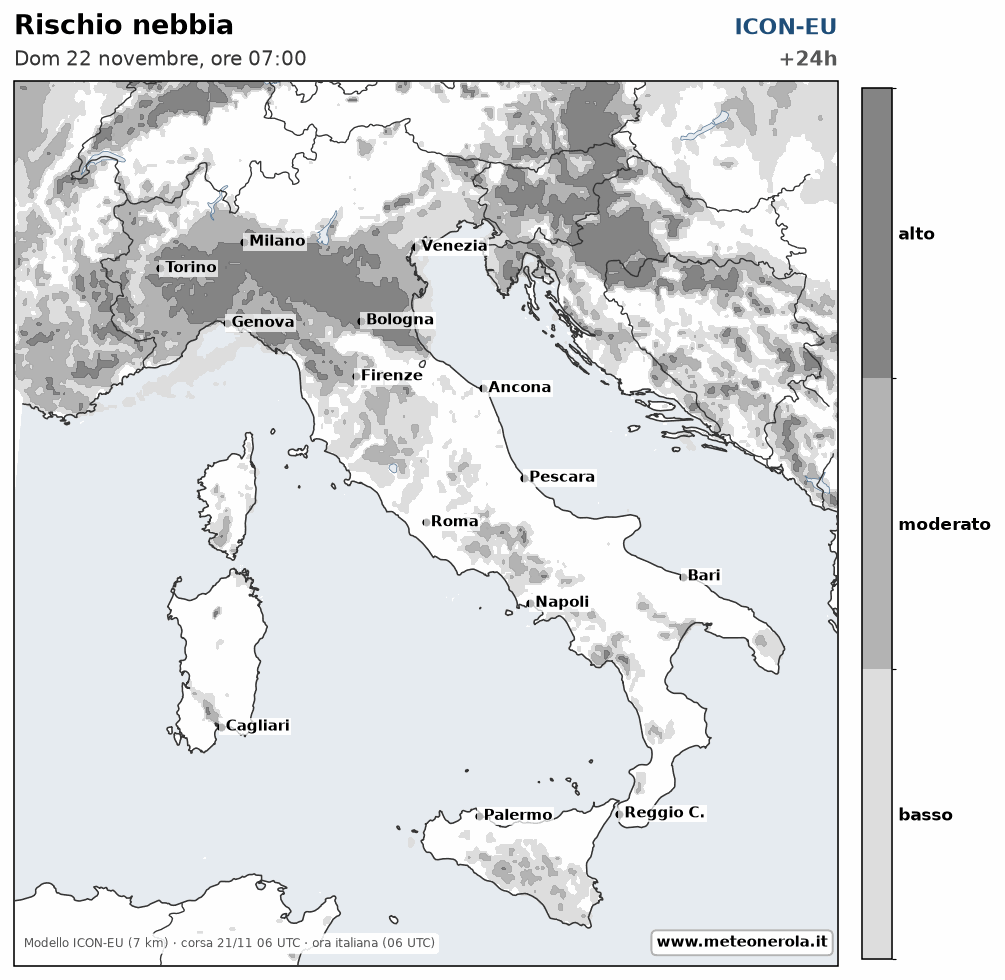 Rischio nebbia
ICON-EU
Dom 22 novembre, ore 07:00
+24h
alto
Milano
Venezia
Torino
Genova
Bologna
Firenze
Ancona
Pescara
Roma
moderato
Bari
Napoli
Cagliari
Palermo
Reggio C.
basso
Modello ICON-EU (7 km) · corsa 21/11 06 UTC · ora italiana (06 UTC)
www.meteonerola.it